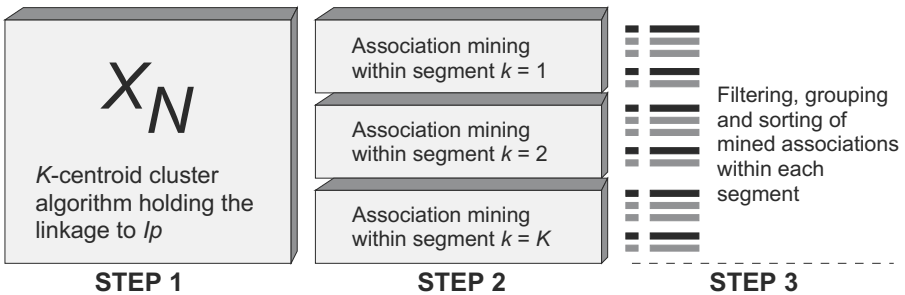 X_N
K-centroid cluster
algorithm holding the
linkage to Ip
STEP 1
Association mining
within segment k = 1
Association mining
within segment k = 2
Association mining
within segment k = K
STEP 2
Filtering, grouping
and sorting of
mined associations
within each
segment
STEP 3